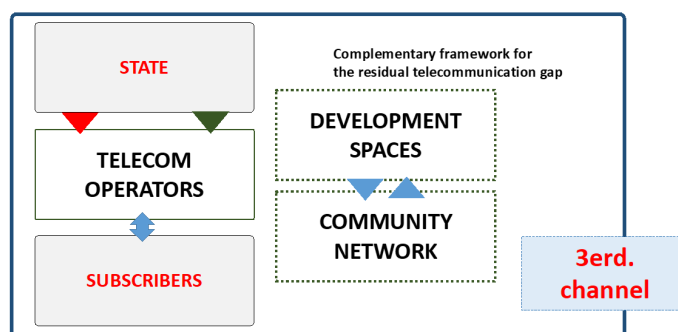 STATE
TELECOM
OPERATORS
SUBSCRIBERS
Complementary framework for
the residual telecommunication gap
DEVELOPMENT
SPACES
COMMUNITY
NETWORK
3erd.
channel